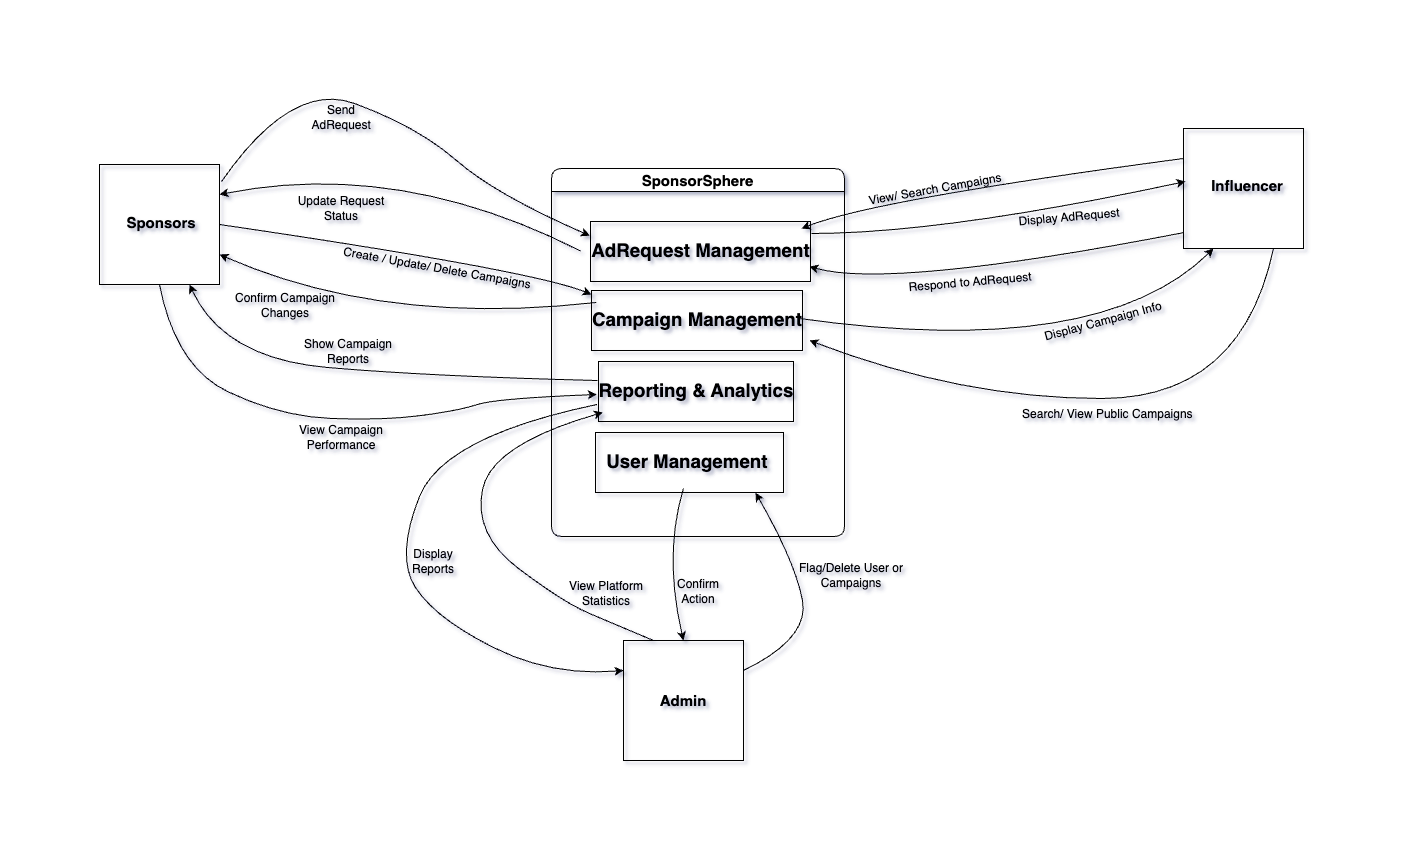 Send
AdRequest
SponsorSphere
View/ Search Campaigns
Influencer
Update Request
Status
Display AdRequest
Sponsors
AdRequest Management
Create / Update/ Delete Campaigns
Respond to AdRequest
Confirm Campaign
Changes
Campaign Management
Display Campaign Info
Show Campaign
Reports
Reporting & Analytics
Search/ View Public Campaigns
View Campaign
Performance
User Management
Display
Reports
View Platform
Statistics
Confirm
Action
Flag/Delete User or
Campaigns
Admin